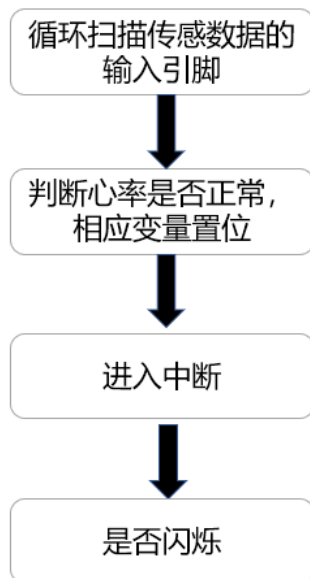 循环扫描传感数据的
输入引脚
判断心率是否正常，
相应变量置位
进入中断
是否闪烁